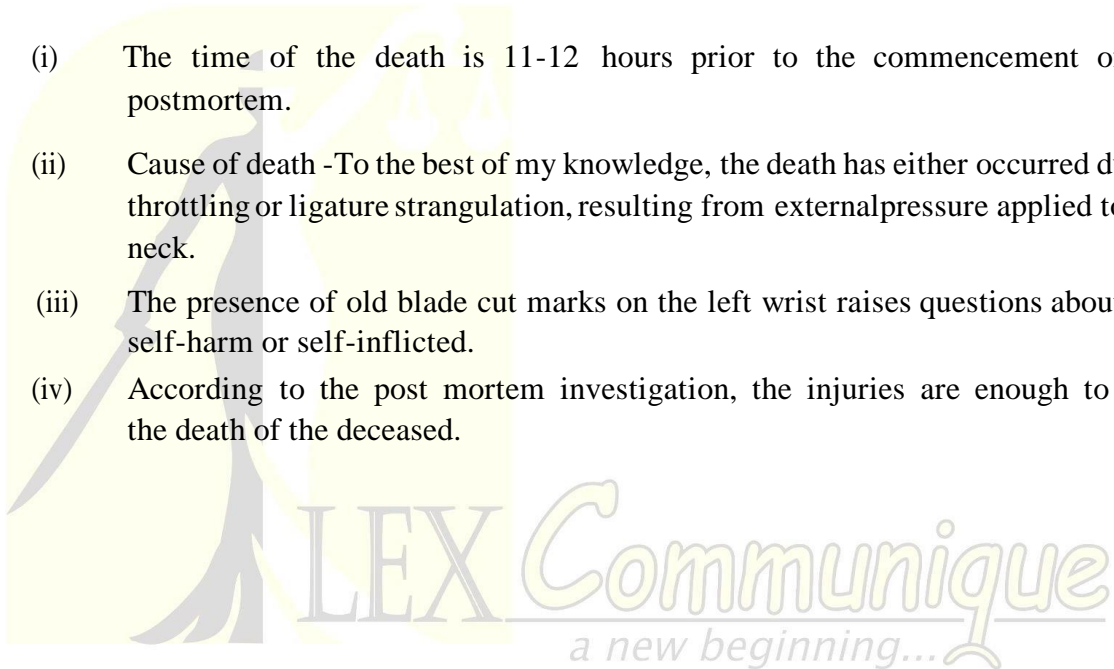 (i) The time of the death is 11-12 hours prior to the commencement
postmortem.
(ii) Cause of death -To the best of my knowledge, the death has either occurred
throttling or ligature strangulation, resulting from externalpressure applied
neck.
(iii) The presence of old blade cut marks on the left wrist raises questions
self-harm or self-inflicted.
(iv) According to the post mortem investigation, the injuries are enough to
the death of the deceased.
LEX Communique
a new beginning...